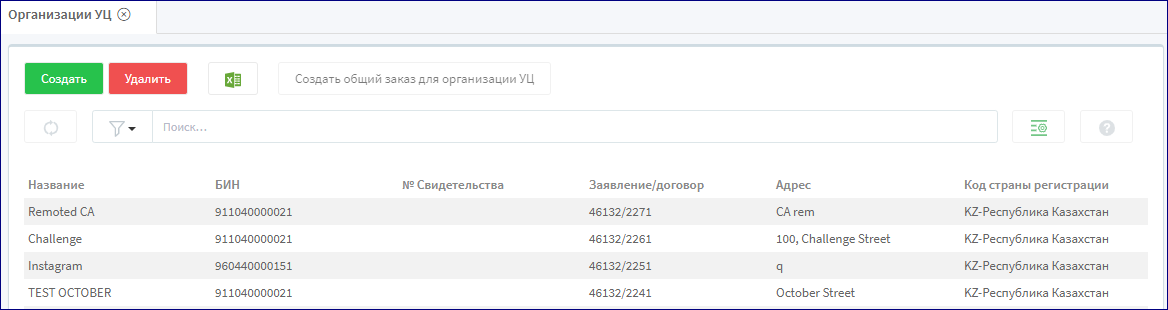 Организации УЦ
Создать Удалить Создать общий заказ для организации УЦ
Поиск...
Название БИН № Свидетельства Заявление/договор Адрес Код страны регистрации
Remoted CA 911040000021 46132/2271 CA rem KZ-Республика Казахстан
Challenge 911040000021 46132/2261 100, Challenge Street KZ-Республика Казахстан
Instagram 960440000151 46132/2251 q KZ-Республика Казахстан
TEST OCTOBER 911040000021 46132/2241 October Street KZ-Республика Казахстан